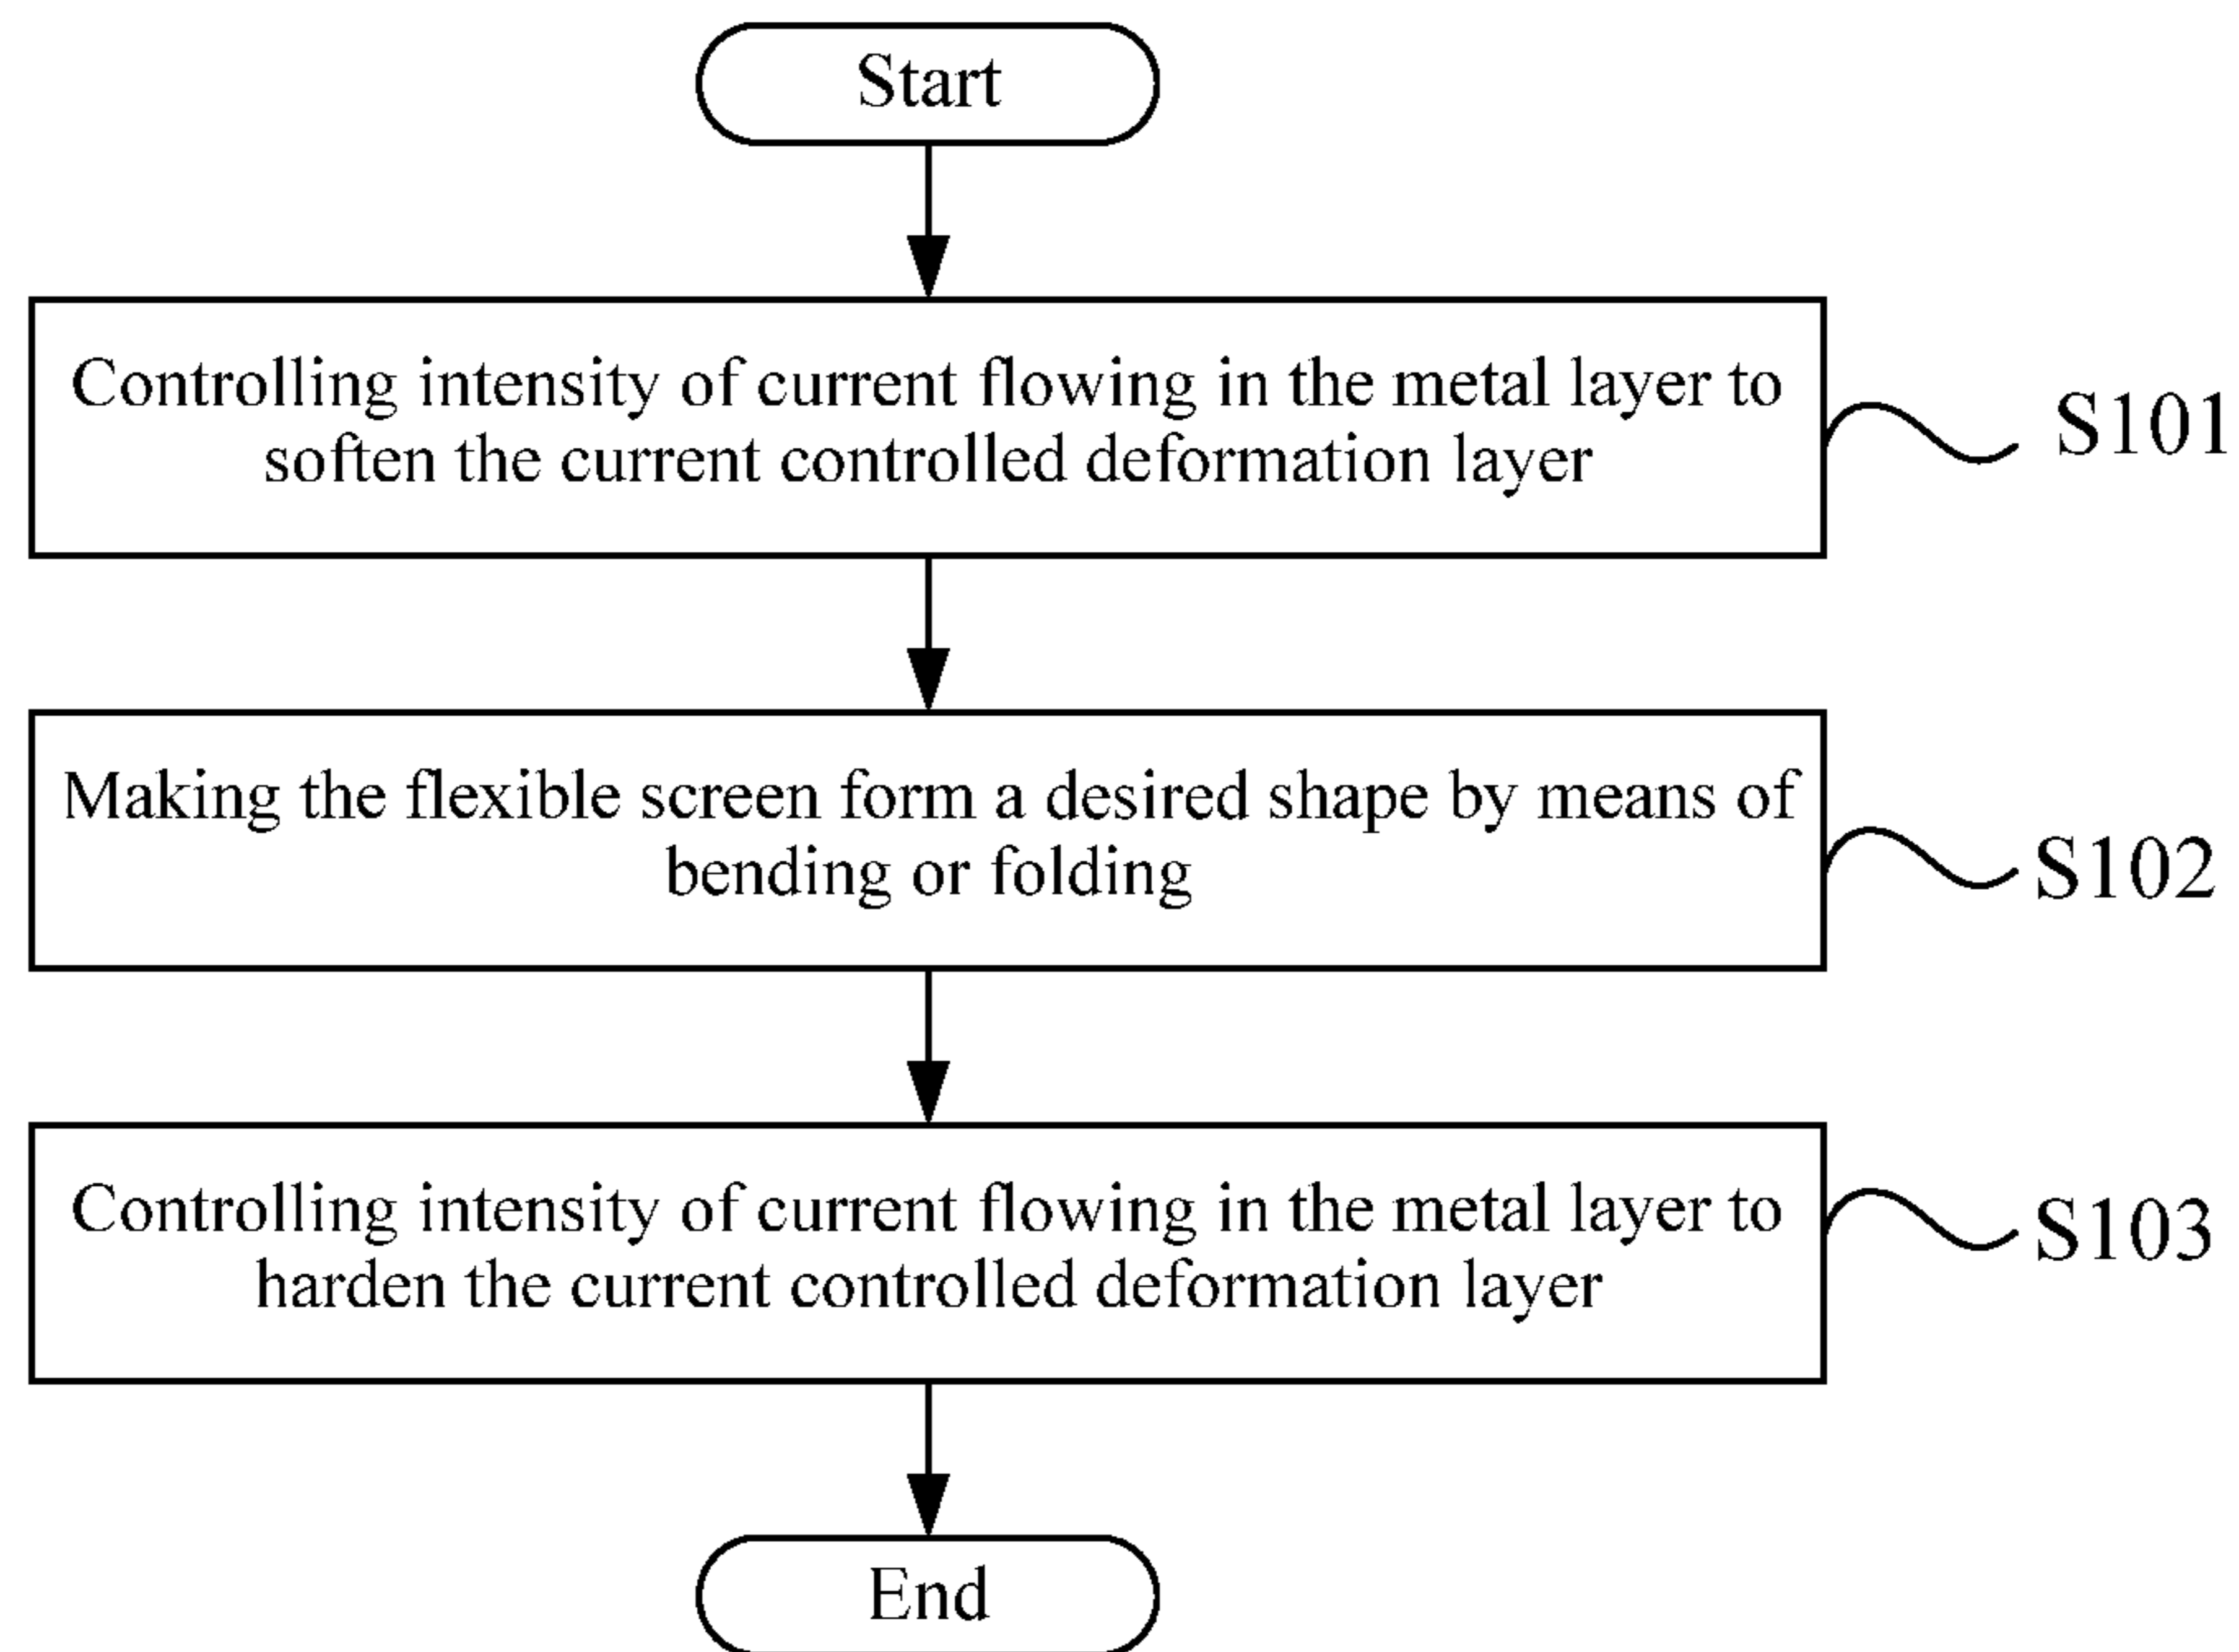 Start
Controlling intensity of current flowing in the metal layer to
soften the current controlled deformation layer
S101
Making the flexible screen form a desired shape by means of
bending or folding
S102
Controlling intensity of current flowing in the metal layer to
harden the current controlled deformation layer
S103
End